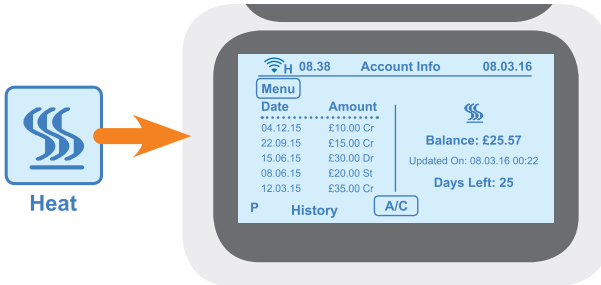 Heat
H 08.38 Account Info 08.03.16
Menu
Date Amount
04.12.15 £10.00 Cr
22.09.15 £15.00 Cr
15.06.15 £30.00 Dr
08.06.15 £20.00 St
12.03.15 £35.00 Cr
Balance: £25.57
Updated On: 08.03.16 00:22
Days Left: 25
P History A/C